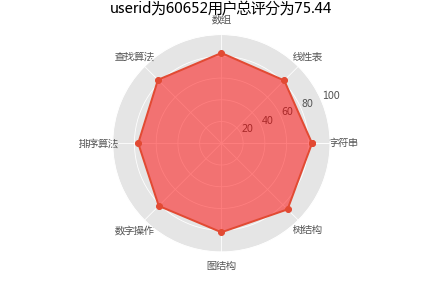 userid为60652用户总评分为75.44
数组
查找算法
线性表
100
80
60
40
20
排序算法
字符串
数字操作
树结构
图结构